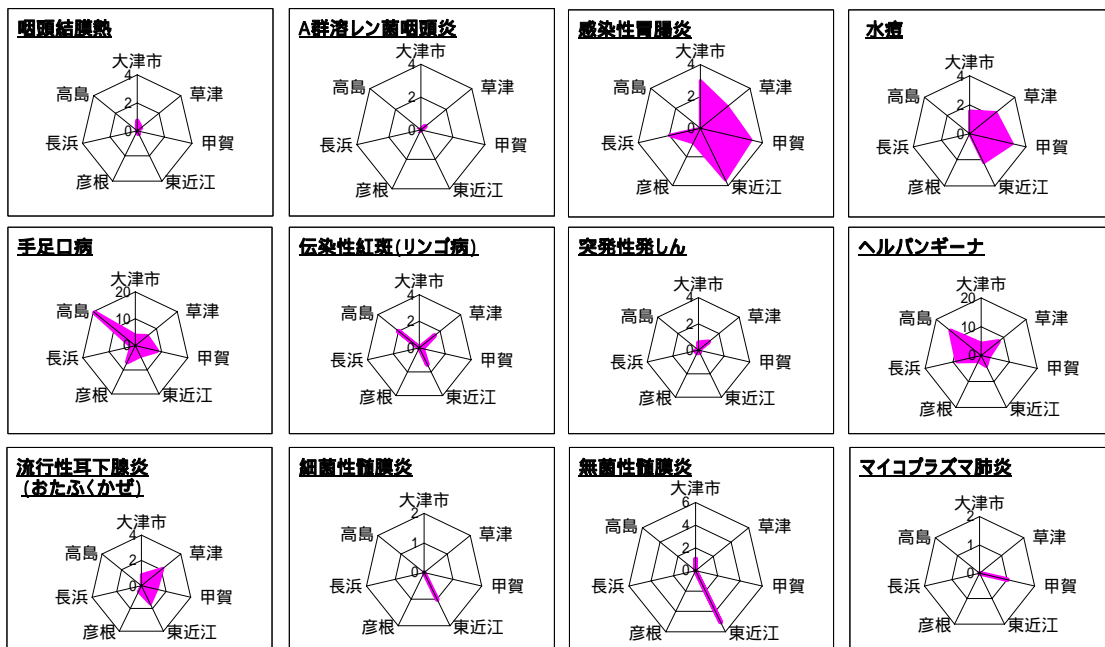 咽頭結膜熱
大津市
4
草津
高島
2
0
長浜
甲賀
彦根
東近江
A群溶レン菌咽頭炎
大津市
4
草津
高島
2
0
長浜
甲賀
彦根
東近江
感染性胃腸炎
大津市
4
草津
高島
2
0
長浜
甲賀
彦根
東近江
水痘
大津市
4
草津
高島
2
0
長浜
甲賀
彦根
東近江
手足口病
大津市
20
草津
高島
10
0
長浜
甲賀
彦根
東近江
伝染性紅斑(リンゴ病)
大津市
4
草津
高島
2
0
長浜
甲賀
彦根
東近江
突発性発しん
大津市
4
草津
高島
2
0
長浜
甲賀
彦根
東近江
ヘルパンギーナ
大津市
20
草津
高島
10
0
長浜
甲賀
彦根
東近江
流行性耳下腺炎
(おたふくかぜ)
大津市
4
草津
高島
2
0
長浜
甲賀
彦根
東近江
細菌性髄膜炎
大津市
2
草津
高島
1
0
長浜
甲賀
彦根
東近江
無菌性髄膜炎
大津市
6
草津
高島
4
2
0
長浜
甲賀
彦根
東近江
マイコプラズマ肺炎
大津市
2
草津
高島
1
0
長浜
甲賀
彦根
東近江